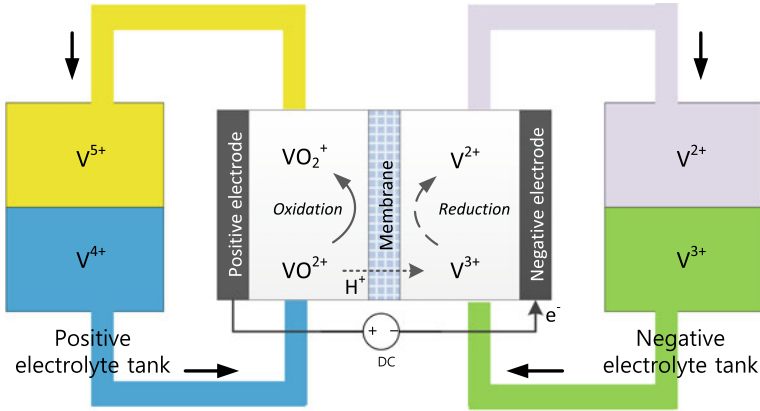 V⁵⁺
V⁴⁺
Positive
electrolyte tank
Positive electrode
VO₂⁺
Oxidation
VO²⁺
H⁺
Membrane
V²⁺
Reduction
V³⁺
Negative electrode
e⁻
+ −
DC
V²⁺
V³⁺
Negative
electrolyte tank